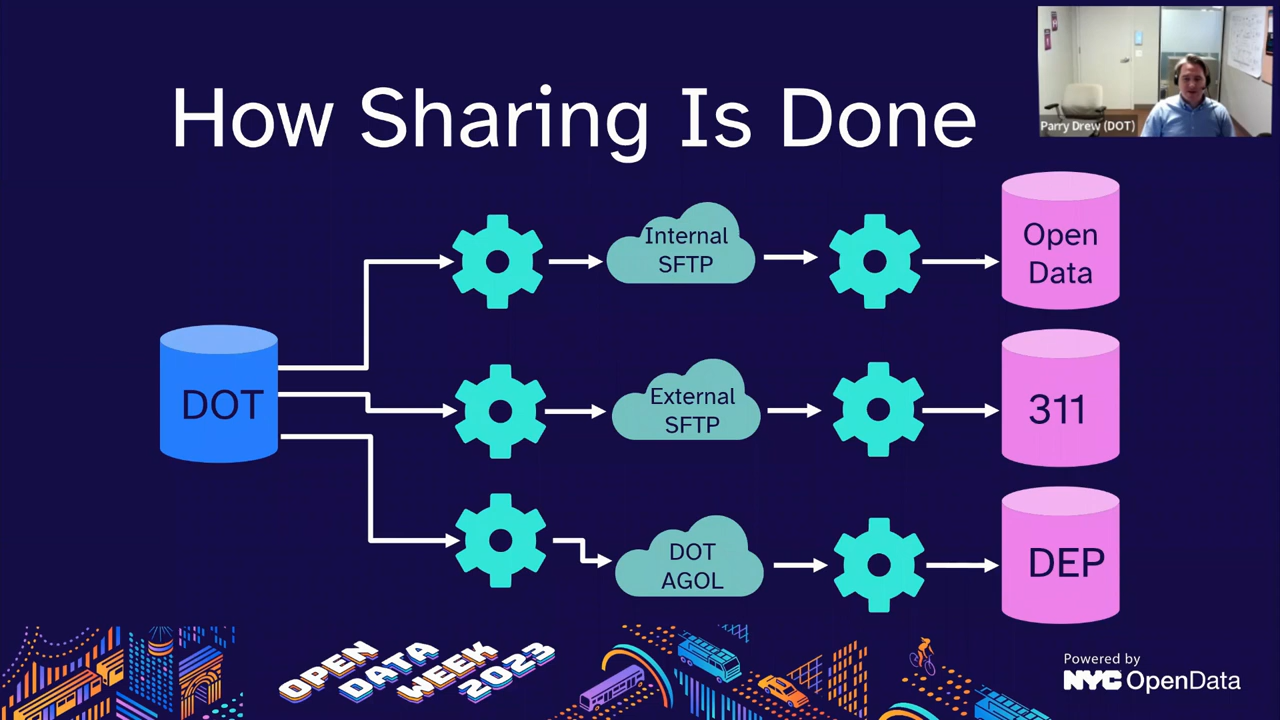 How Sharing Is Done
Parry Drew (DOT)
Internal
SFTP
Open
Data
DOT
External
SFTP
311
DOT
AGOL
DEP
OPEN
DATA
WEEK
2023
Powered by
NYC OpenData